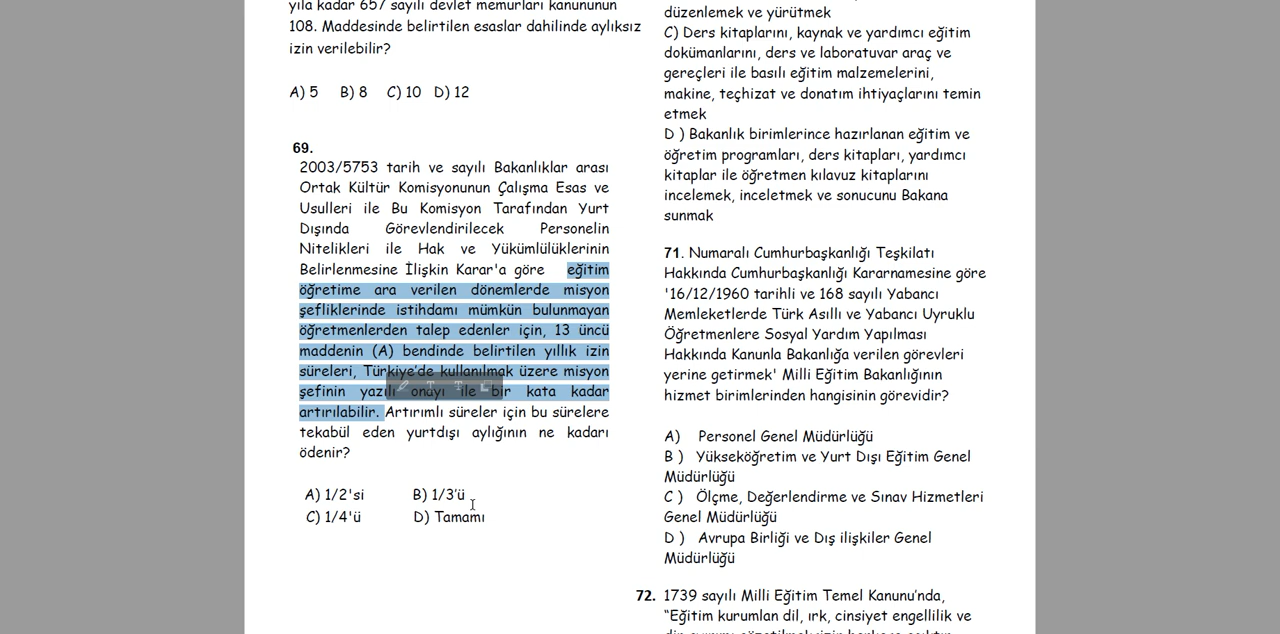 yıla kadar 657 sayılı devlet memurları kanununun
108. Maddesinde belirtilen esaslar dahilinde aylıksız
izin verilebilir?
A) 5 B) 8 C) 10 D) 12
69.
2003/5753 tarih ve sayılı Bakanlıklar arası
Ortak Kültür Komisyonunun Çalışma Esas ve
Usulleri ile Bu Komisyon Tarafından Yurt
Dışında Görevlendirilecek Personelin
Nitelikleri ile Hak ve Yükümlülüklerinin
Belirlenmesine İlişkin Karar'a göre eğitim
öğretime ara verilen dönemlerde misyon
şefliklerinde istihdamı mümkün bulunmayan
öğretmenlerden talep edenler için, 13 üncü
maddenin (A) bendinde belirtilen yıllık izin
süreleri, Türkiye'de kullanılmak üzere misyon
şefinin yazılı onayı ile bir kata kadar
artırılabilir. Artırımlı süreler için bu sürelere
tekabül eden yurtdışı aylığının ne kadarı
ödenir?
A) 1/2'si B) 1/3'ü
C) 1/4'ü D) Tamamı
düzenlemek ve yürütmek
C) Ders kitaplarını, kaynak ve yardımcı eğitim
dokümanlarını, ders ve laboratuvar araç ve
gereçleri ile basılı eğitim malzemelerini,
makine, teçhizat ve donatım ihtiyaçlarını temin
etmek
D ) Bakanlık birimlerince hazırlanan eğitim ve
öğretim programları, ders kitapları, yardımcı
kitaplar ile öğretmen kılavuz kitaplarını
incelemek, inceletmek ve sonucunu Bakana
sunmak
71. Numaralı Cumhurbaşkanlığı Teşkilatı
Hakkında Cumhurbaşkanlığı Kararnamesine göre
'16/12/1960 tarihli ve 168 sayılı Yabancı
Memleketlerde Türk Asıllı ve Yabancı Uyruklu
Öğretmenlere Sosyal Yardım Yapılması
Hakkında Kanunla Bakanlığa verilen görevleri
yerine getirmek' Milli Eğitim Bakanlığının
hizmet birimlerinden hangisinin görevidir?
A) Personel Genel Müdürlüğü
B ) Yükseköğretim ve Yurt Dışı Eğitim Genel
Müdürlüğü
C ) Ölçme, Değerlendirme ve Sınav Hizmetleri
Genel Müdürlüğü
D ) Avrupa Birliği ve Dış ilişkiler Genel
Müdürlüğü
72. 1739 sayılı Milli Eğitim Temel Kanunu'nda,
"Eğitim kurumlan dil, ırk, cinsiyet engellilik ve